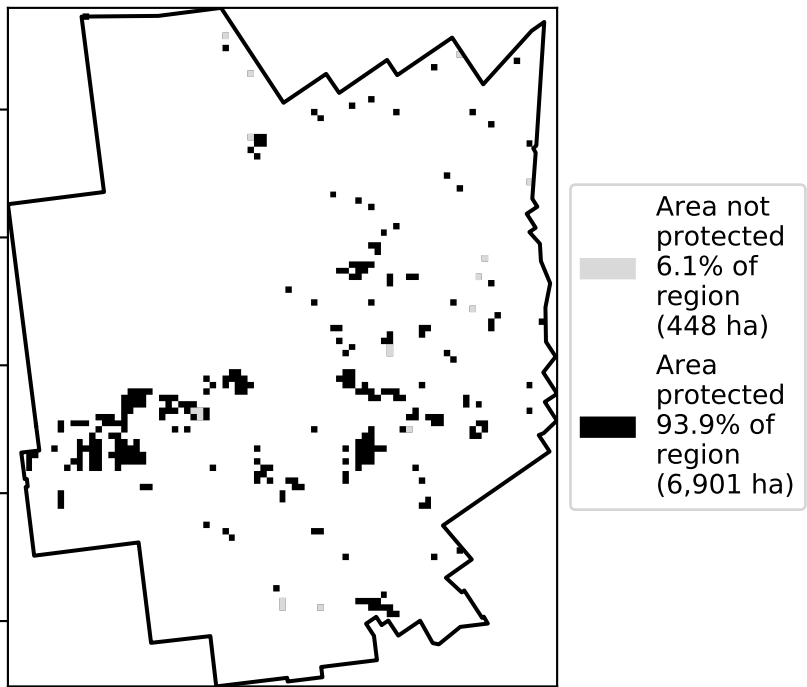 Area not
protected
6.1% of
region
(448 ha)
Area
protected
93.9% of
region
(6,901 ha)